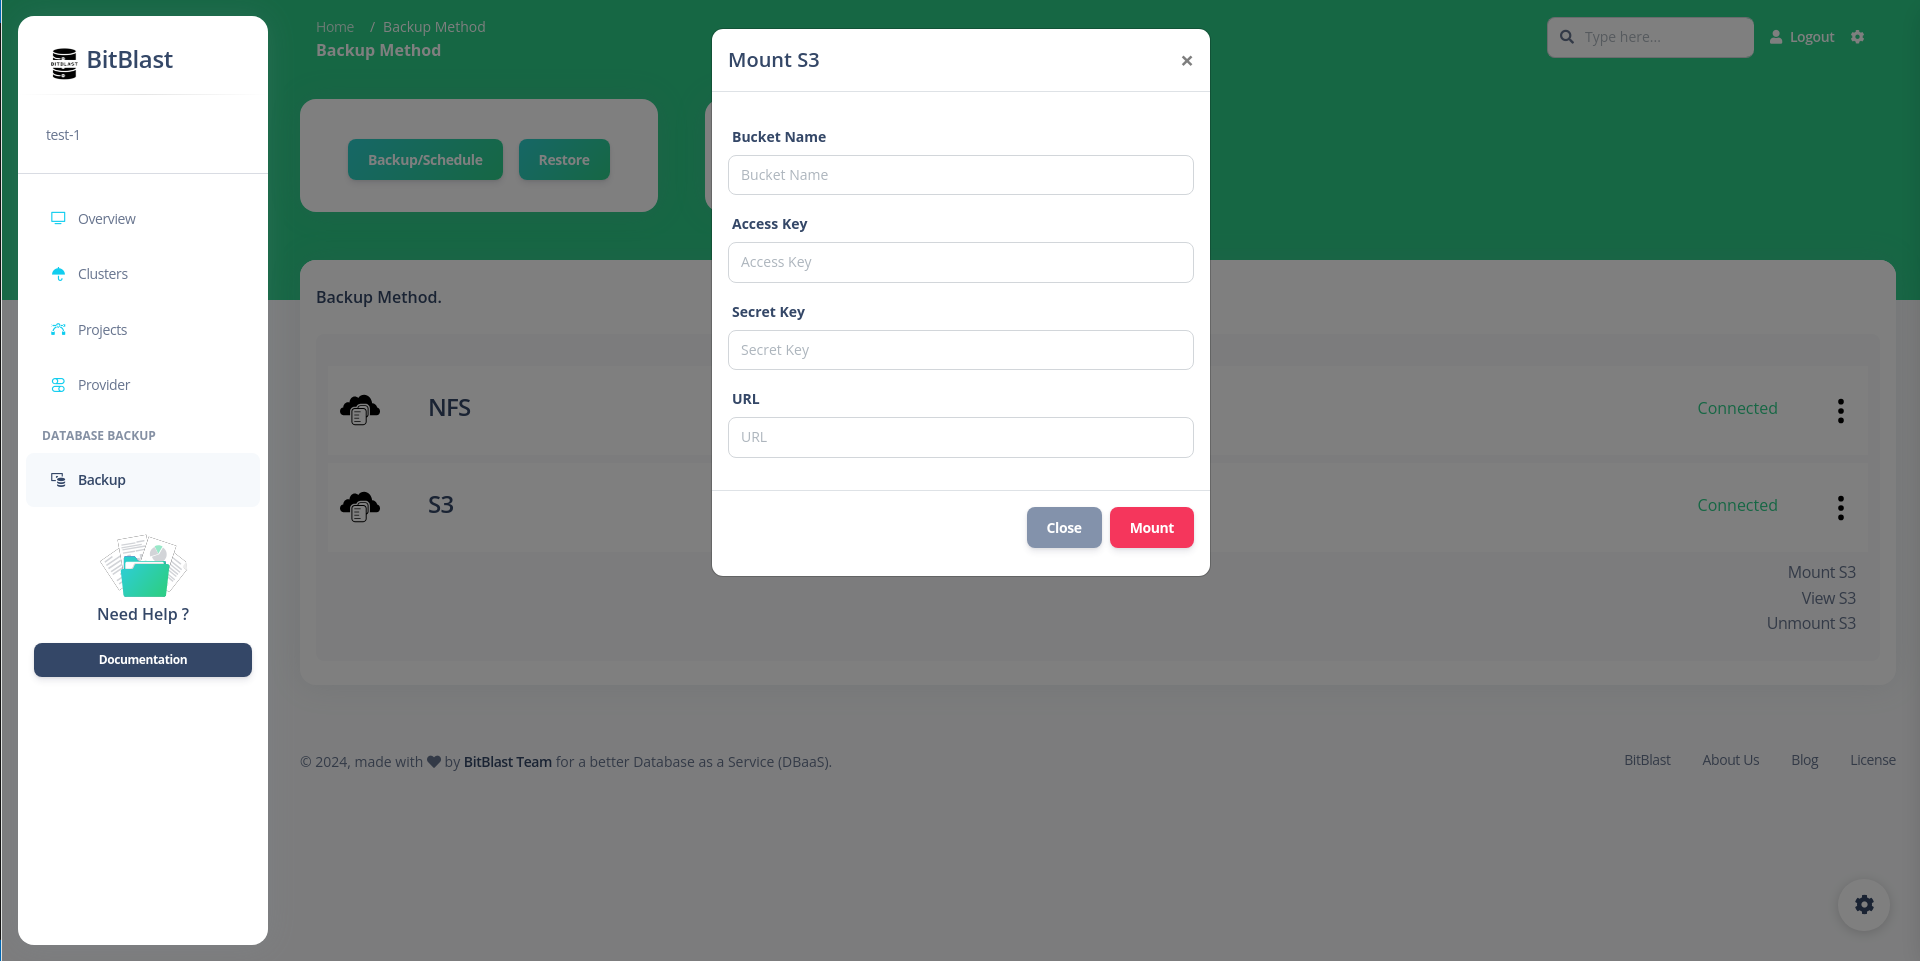 BitBlast
test-1
Overview
Clusters
Projects
Provider
DATABASE BACKUP
Backup
Need Help ?
Documentation
Home / Backup Method
Backup Method
Type here...
Logout
Backup/Schedule
Restore
Backup Method.
NFS
Connected
S3
Connected
Mount S3
View S3
Unmount S3
Mount S3
×
Bucket Name
Bucket Name
Access Key
Access Key
Secret Key
Secret Key
URL
URL
Close
Mount
© 2024, made with by BitBlast Team for a better Database as a Service (DBaaS).
BitBlast
About Us
Blog
License